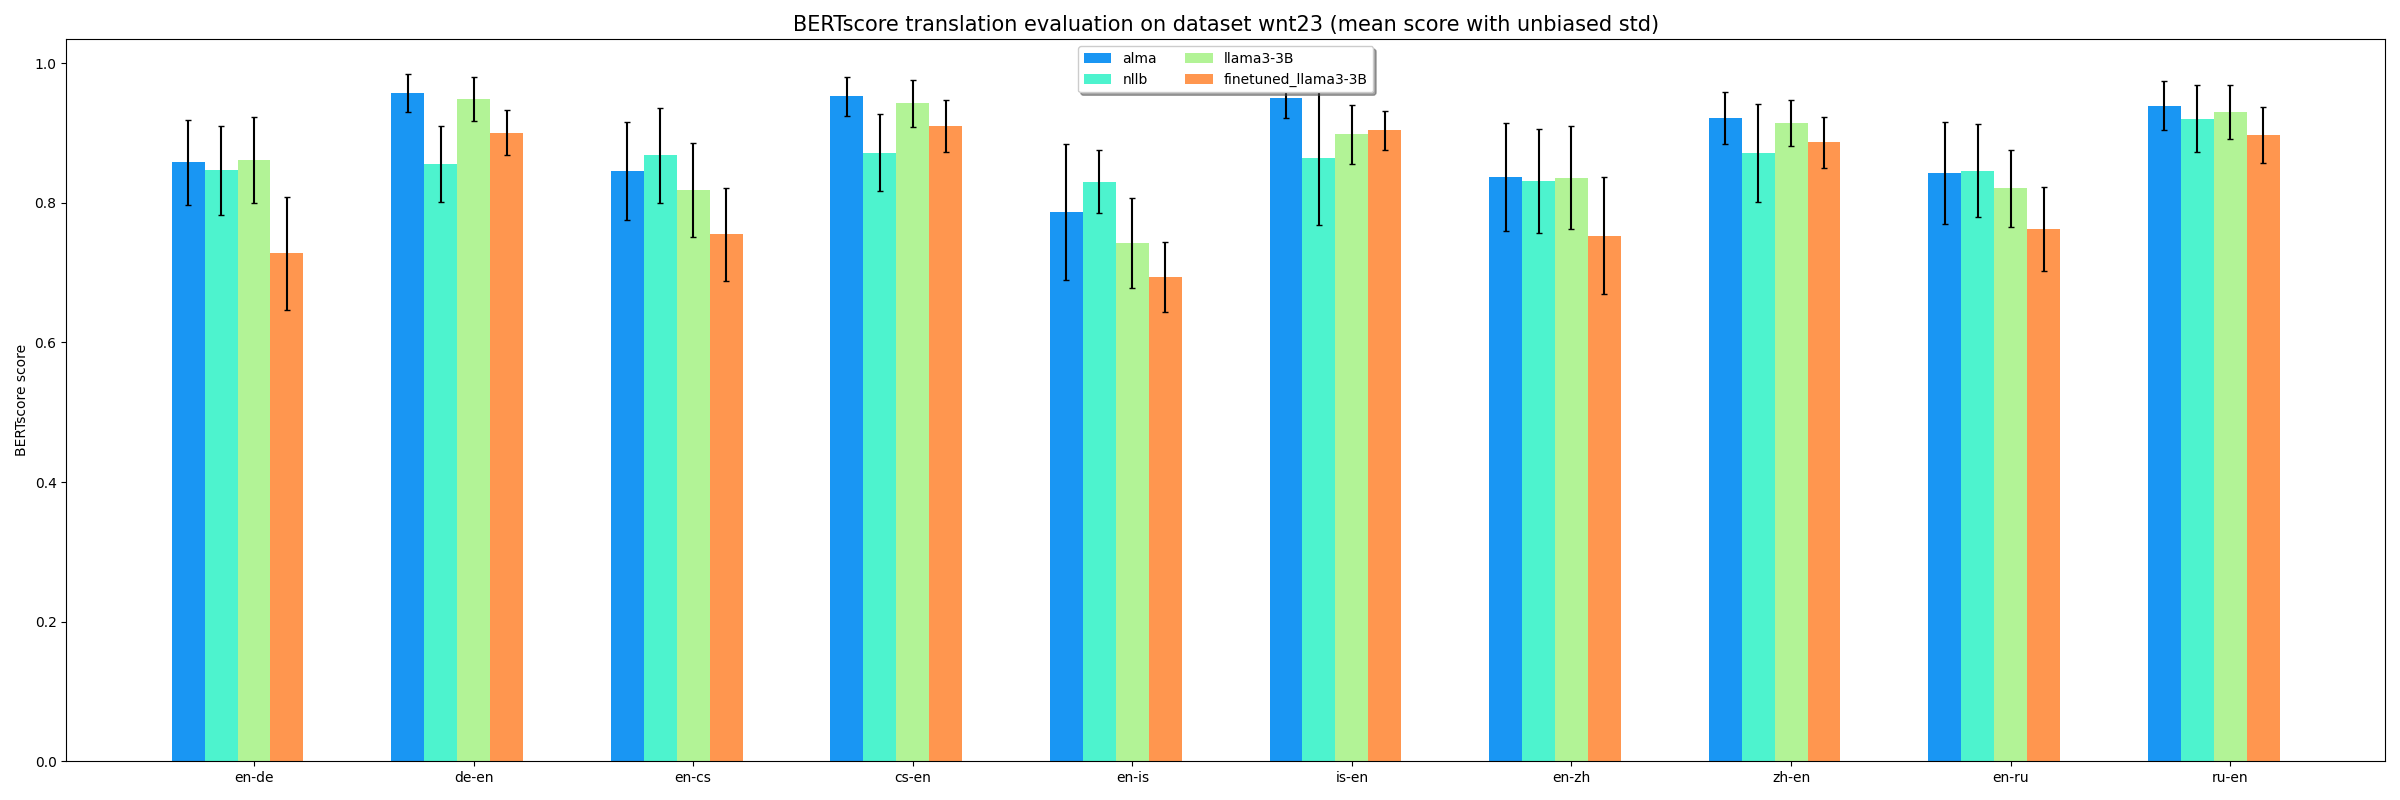 BERTscore translation evaluation on dataset wnt23 (mean score with unbiased std)
alma
nllb
llama3-3B
finetuned_llama3-3B
BERTscore score
1.0
0.8
0.6
0.4
0.2
0.0
en-de de-en en-cs cs-en en-is is-en en-zh zh-en en-ru ru-en